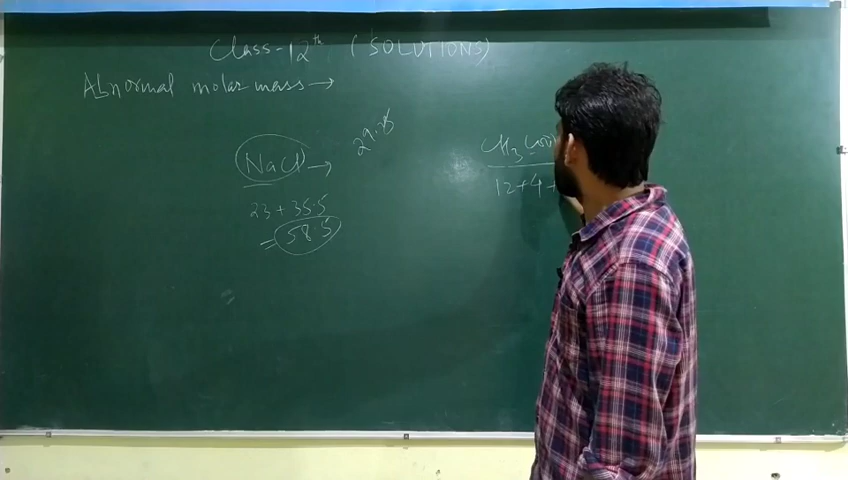 Class-12th (SOLUTIONS)
Abnormal molar mass →
NaCl →
29.25
23+35.5
= 58.5
CH3COO
12+4+